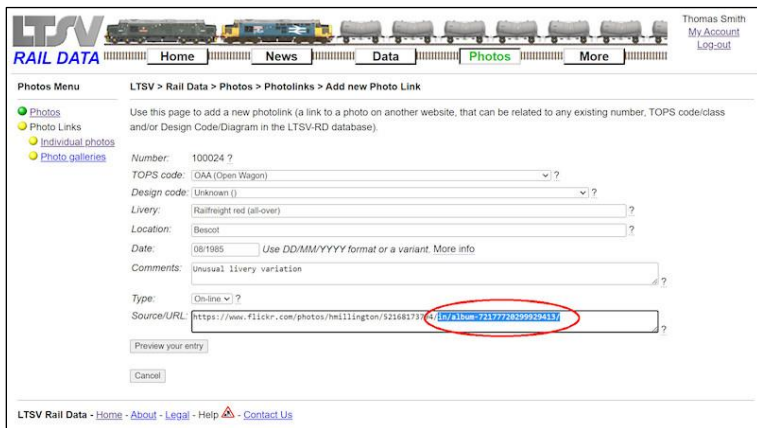 LTSV
RAIL DATA
Home
News
Data
Photos
More
Thomas Smith
My Account
Log-out
Photos Menu
Photos
Photo Links
Individual photos
Photo galleries
LTSV > Rail Data > Photos > Photolinks > Add new Photo Link
Use this page to add a new photolink (a link to a photo on another website, that can be related to any existing number, TOPS code/class
and/or Design Code/Diagram in the LTSV-RD database).
Number: 100024 ?
TOPS code: OAA (Open Wagon) ?
Design code: Unknown () ?
Livery: Railfreight red (all-over) ?
Location: Bescot ?
Date: 08/1985 Use DD/MM/YYYY format or a variant. More info
Comments: Unusual livery variation ?
Type: On-line ?
Source/URL: https://www.flickr.com/photos/hmillington/52168173794/in/album-72177720299929413/ ?
Preview your entry
Cancel
LTSV Rail Data - Home - About - Legal - Help - Contact Us